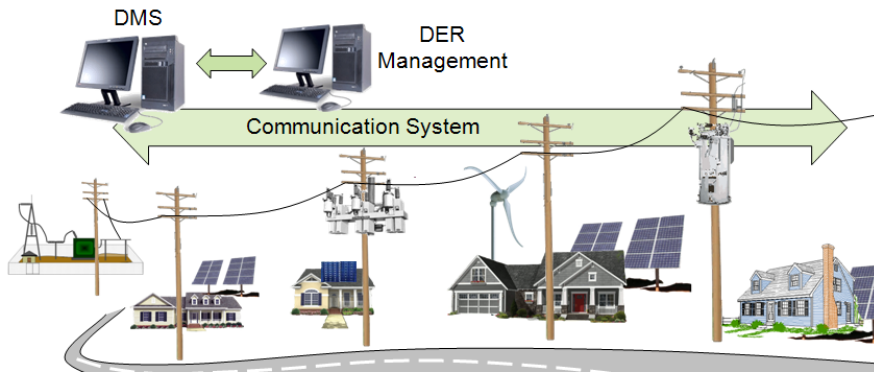 DMS
DER
Management
Communication System